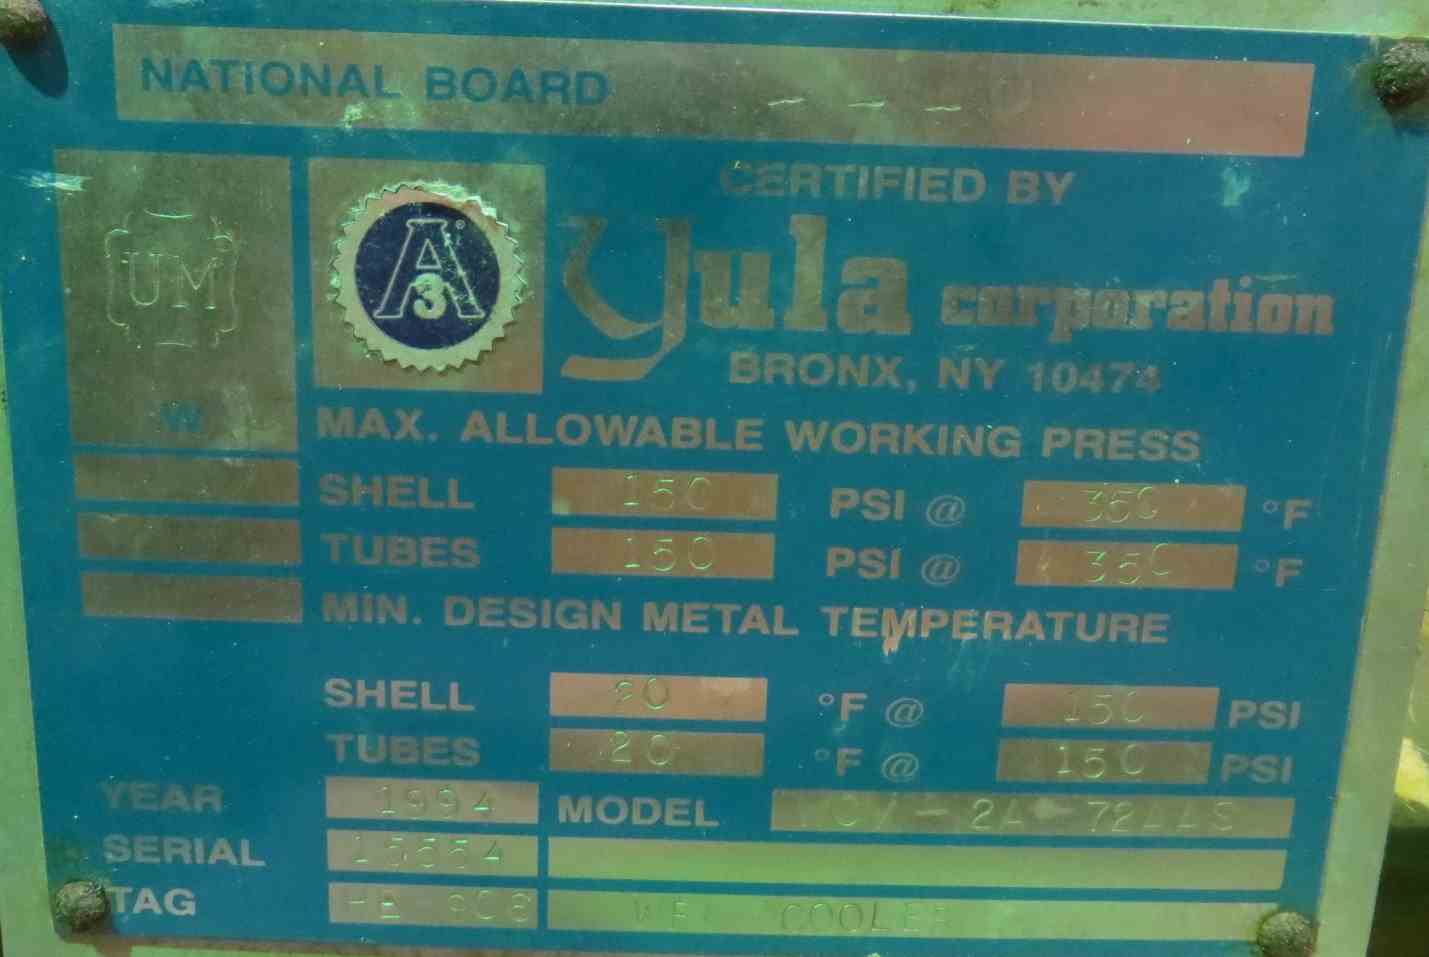 NATIONAL BOARD - - -
UM
A
3
CERTIFIED BY
Yula corporation
BRONX, NY 10474
W
MAX. ALLOWABLE WORKING PRESS
SHELL 150 PSI @ 350 °F
TUBES 150 PSI @ 350 °F
MIN. DESIGN METAL TEMPERATURE
SHELL °F @ 150 PSI
TUBES 20 °F @ 150 PSI
YEAR 1994 MODEL
SERIAL
TAG COOLER